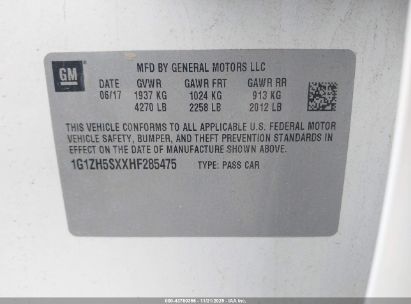 GM
MFD BY GENERAL MOTORS LLC
DATE GVWR GAWR FRT GAWR RR
06/17 1937 KG 1024 KG 913 KG
4270 LB 2258 LB 2012 LB
THIS VEHICLE CONFORMS TO ALL APPLICABLE U.S. FEDERAL MOTOR
VEHICLE SAFETY, BUMPER, AND THEFT PREVENTION STANDARDS IN
EFFECT ON THE DATE OF MANUFACTURE SHOWN ABOVE.
1G1ZH5SXXHF285475 TYPE: PASS CAR